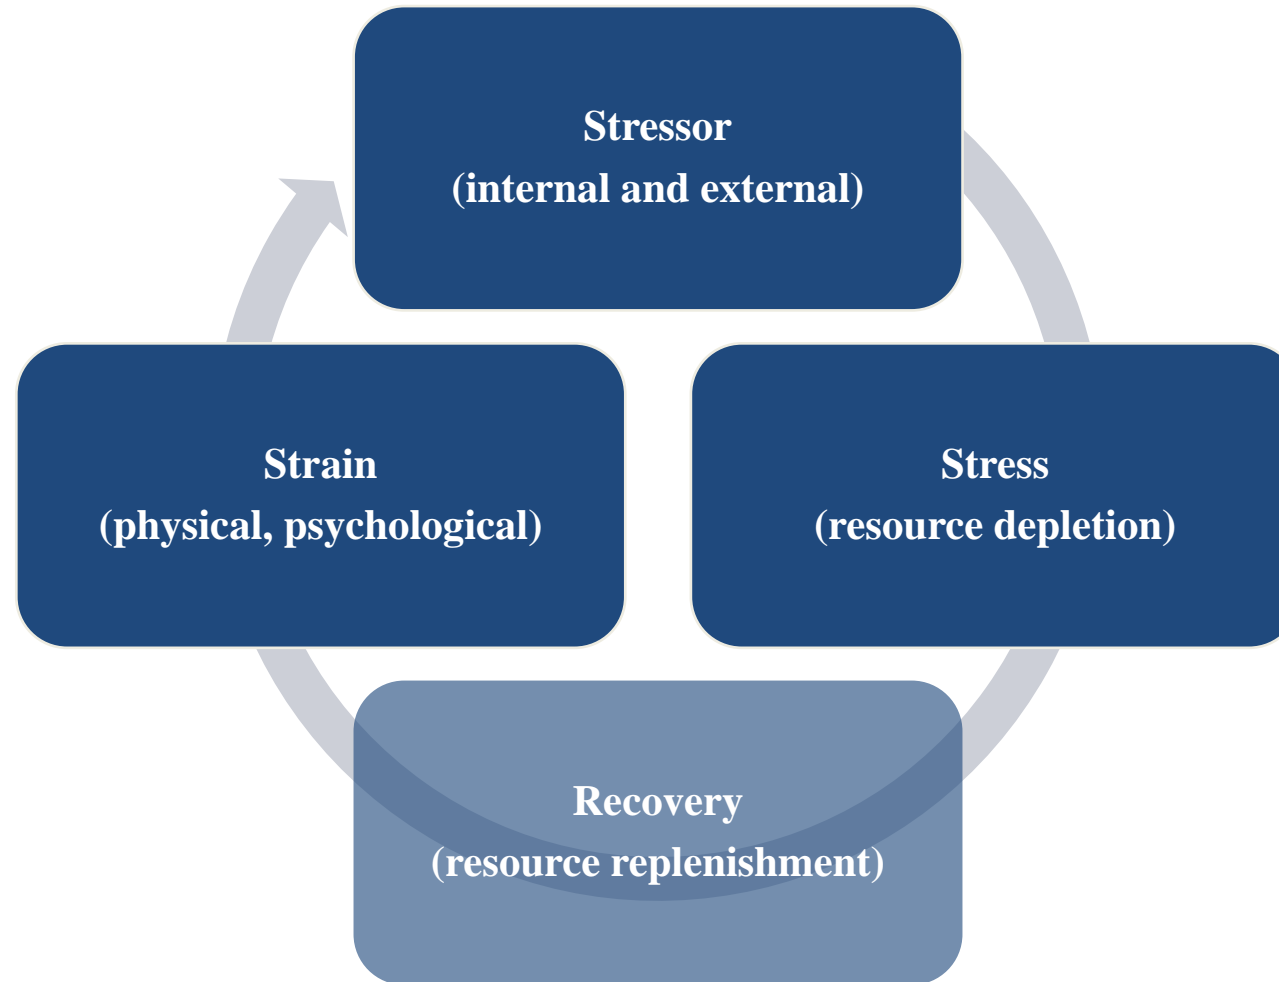 Stressor
(internal and external)
Strain
(physical, psychological)
Stress
(resource depletion)
Recovery
(resource replenishment)